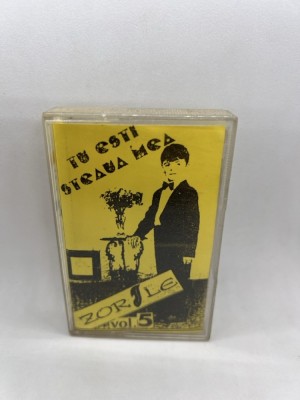 TU ESTI
STEAUA MEA
ZORILE
vol. 5